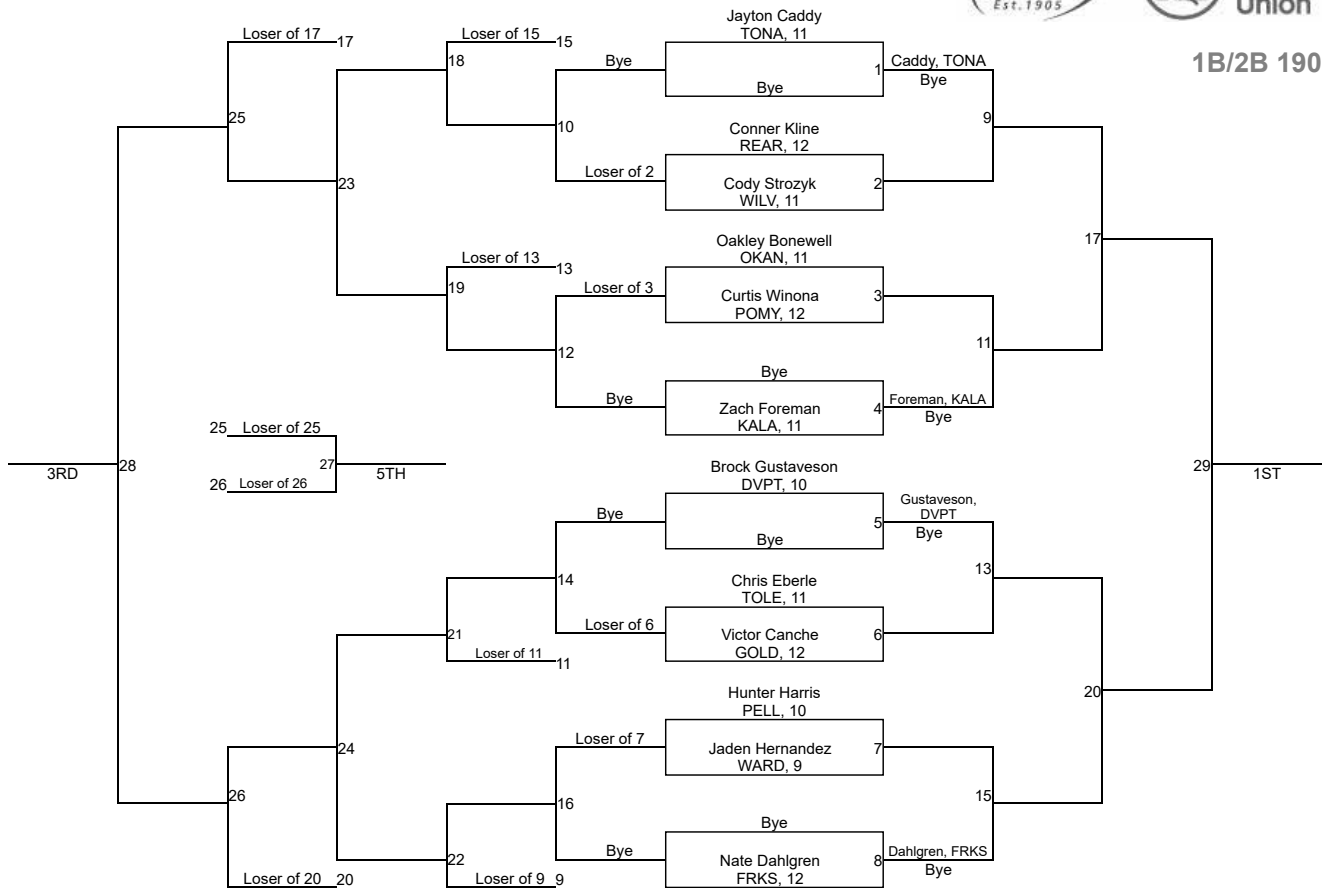 Est. 1905
Union
1B/2B 190
Jayton Caddy
TONA, 11
Bye
1
Caddy, TONA
Bye
Conner Kline
REAR, 12
Cody Strozyk
WILV, 11
2
Oakley Bonewell
OKAN, 11
Curtis Winona
POMY, 12
3
Bye
Zach Foreman
KALA, 11
4
Foreman, KALA
Bye
Brock Gustaveson
DVPT, 10
Bye
5
Gustaveson,
DVPT
Bye
Chris Eberle
TOLE, 11
Victor Canche
GOLD, 12
6
Hunter Harris
PELL, 10
Jaden Hernandez
WARD, 9
7
Bye
Nate Dahlgren
FRKS, 12
8
Dahlgren, FRKS
Bye
9
11
13
15
17
20
29
1ST
Bye
10
Loser of 2
Loser of 3
12
Bye
Bye
14
Loser of 6
Loser of 7
16
Bye
Loser of 15 15
18
Loser of 13 13
19
21
Loser of 11 11
22
Loser of 9 9
Loser of 17 17
25
23
24
26
Loser of 20 20
25 Loser of 25
27
5TH
26 Loser of 26
28
3RD